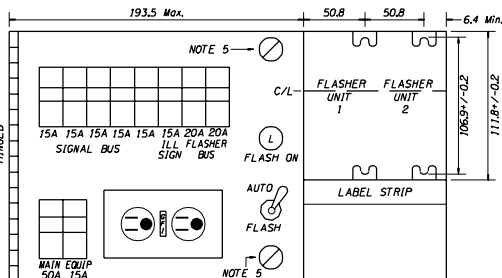 193.5 Max.
50.8
50.8
6.4 Min.
NOTE 5
C/L
FLASHER UNIT 1
FLASHER UNIT 2
106.9+/-0.2
111.8+/-0.2
HINGED
15A 15A 15A 15A 15A 15A 20A 20A
SIGNAL BUS
ILL SIGN
FLASHER BUS
L
FLASH ON
AUTO
FLASH
LABEL STRIP
MAIN 50A
EQUIP 15A
NOTE 5